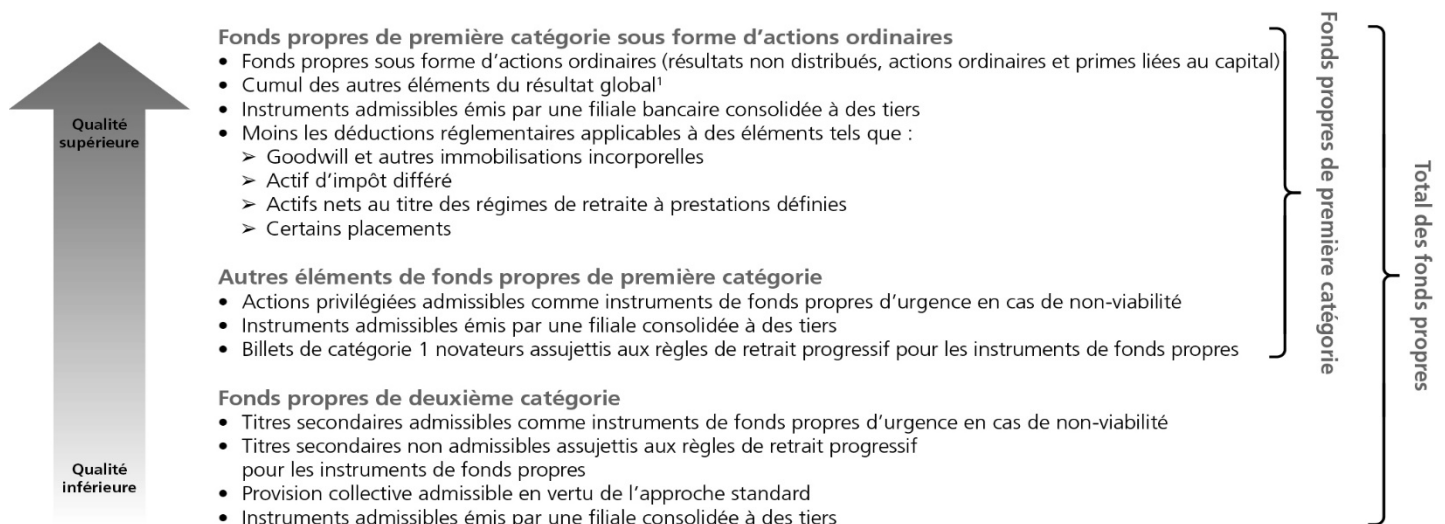 Fonds propres de première catégorie sous forme d'actions ordinaires
• Fonds propres sous forme d'actions ordinaires (résultats non distribués, actions ordinaires et primes liées au capital)
• Cumul des autres éléments du résultat global¹
• Instruments admissibles émis par une filiale bancaire consolidée à des tiers
• Moins les déductions réglementaires applicables à des éléments tels que :
➢ Goodwill et autres immobilisations incorporelles
➢ Actif d'impôt différé
➢ Actifs nets au titre des régimes de retraite à prestations définies
➢ Certains placements
Autres éléments de fonds propres de première catégorie
• Actions privilégiées admissibles comme instruments de fonds propres d'urgence en cas de non-viabilité
• Instruments admissibles émis par une filiale consolidée à des tiers
• Billets de catégorie 1 novateurs assujettis aux règles de retrait progressif pour les instruments de fonds propres
Fonds propres de deuxième catégorie
• Titres secondaires admissibles comme instruments de fonds propres d'urgence en cas de non-viabilité
• Titres secondaires non admissibles assujettis aux règles de retrait progressif
pour les instruments de fonds propres
• Provision collective admissible en vertu de l'approche standard
• Instruments admissibles émis par une filiale consolidée à des tiers
Qualité
supérieure
Qualité
inférieure
Fonds propres de première catégorie
Total des fonds propres